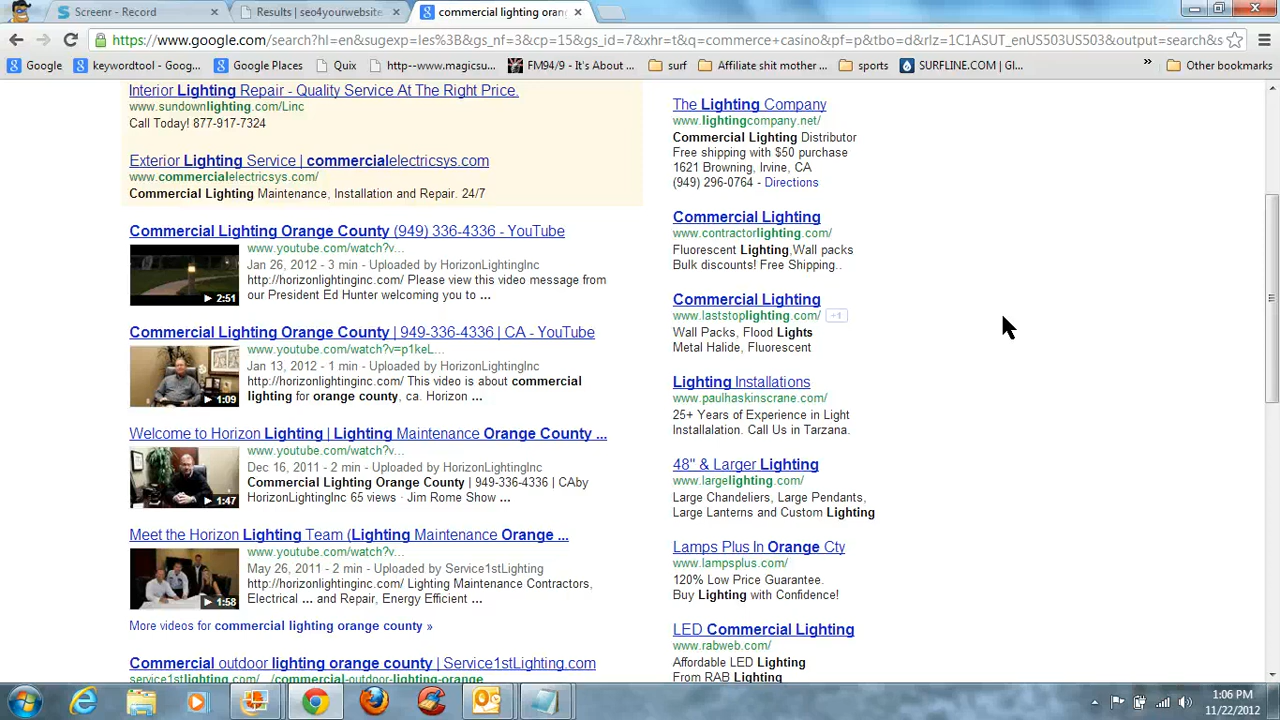 Screenr - Record
Results | seo4yourwebsite
commercial lighting oran
https://www.google.com/search?hl=en&sugexp=les%3B&gs_nf=3&cp=15&gs_id=7&xhr=t&q=commerce+casino&pf=p&tbo=d&rlz=1C1ASUT_enUS503US503&output=search&s
Google
keywordtool - Goog...
Google Places
Quix
http--www.magicsu...
FM94/9 - It's About ...
surf
Affiliate shit mother ...
sports
SURFLINE.COM | Gl...
Other bookmarks
Interior Lighting Repair - Quality Service At The Right Price.
www.sundownlighting.com/Linc
Call Today! 877-917-7324
Exterior Lighting Service | commercialelectricsys.com
www.commercialelectricsys.com/
Commercial Lighting Maintenance, Installation and Repair. 24/7
Commercial Lighting Orange County (949) 336-4336 - YouTube
www.youtube.com/watch?v...
Jan 26, 2012 - 3 min - Uploaded by HorizonLightingInc
http://horizonlightinginc.com/ Please view this video message from
our President Ed Hunter welcoming you to ...
2:51
Commercial Lighting Orange County | 949-336-4336 | CA - YouTube
www.youtube.com/watch?v=p1keL...
Jan 13, 2012 - 1 min - Uploaded by HorizonLightingInc
http://horizonlightinginc.com/ This video is about commercial
lighting for orange county, ca. Horizon ...
1:09
Welcome to Horizon Lighting | Lighting Maintenance Orange County ...
www.youtube.com/watch?v...
Dec 16, 2011 - 2 min - Uploaded by HorizonLightingInc
Commercial Lighting Orange County | 949-336-4336 | CAby
HorizonLightingInc 65 views · Jim Rome Show ...
1:47
Meet the Horizon Lighting Team (Lighting Maintenance Orange ...
www.youtube.com/watch?v...
May 26, 2011 - 2 min - Uploaded by Service1stLighting
http://horizonlightinginc.com/ Lighting Maintenance Contractors,
Electrical ... and Repair, Energy Efficient ...
1:58
More videos for commercial lighting orange county »
Commercial outdoor lighting orange county | Service1stLighting.com
service1stlighting.com/.../commercial-outdoor-lighting-orange
The Lighting Company
www.lightingcompany.net/
Commercial Lighting Distributor
Free shipping with $50 purchase
1621 Browning, Irvine, CA
(949) 296-0764 - Directions
Commercial Lighting
www.contractorlighting.com/
Fluorescent Lighting,Wall packs
Bulk discounts! Free Shipping..
Commercial Lighting
www.laststoplighting.com/ +1
Wall Packs, Flood Lights
Metal Halide, Fluorescent
Lighting Installations
www.paulhaskinscrane.com/
25+ Years of Experience in Light
Installalation. Call Us in Tarzana.
48" & Larger Lighting
www.largelighting.com/
Large Chandeliers, Large Pendants,
Large Lanterns and Custom Lighting
Lamps Plus In Orange Cty
www.lampsplus.com/
120% Low Price Guarantee.
Buy Lighting with Confidence!
LED Commercial Lighting
www.rabweb.com/
Affordable LED Lighting
From RAB Lighting
1:06 PM
11/22/2012